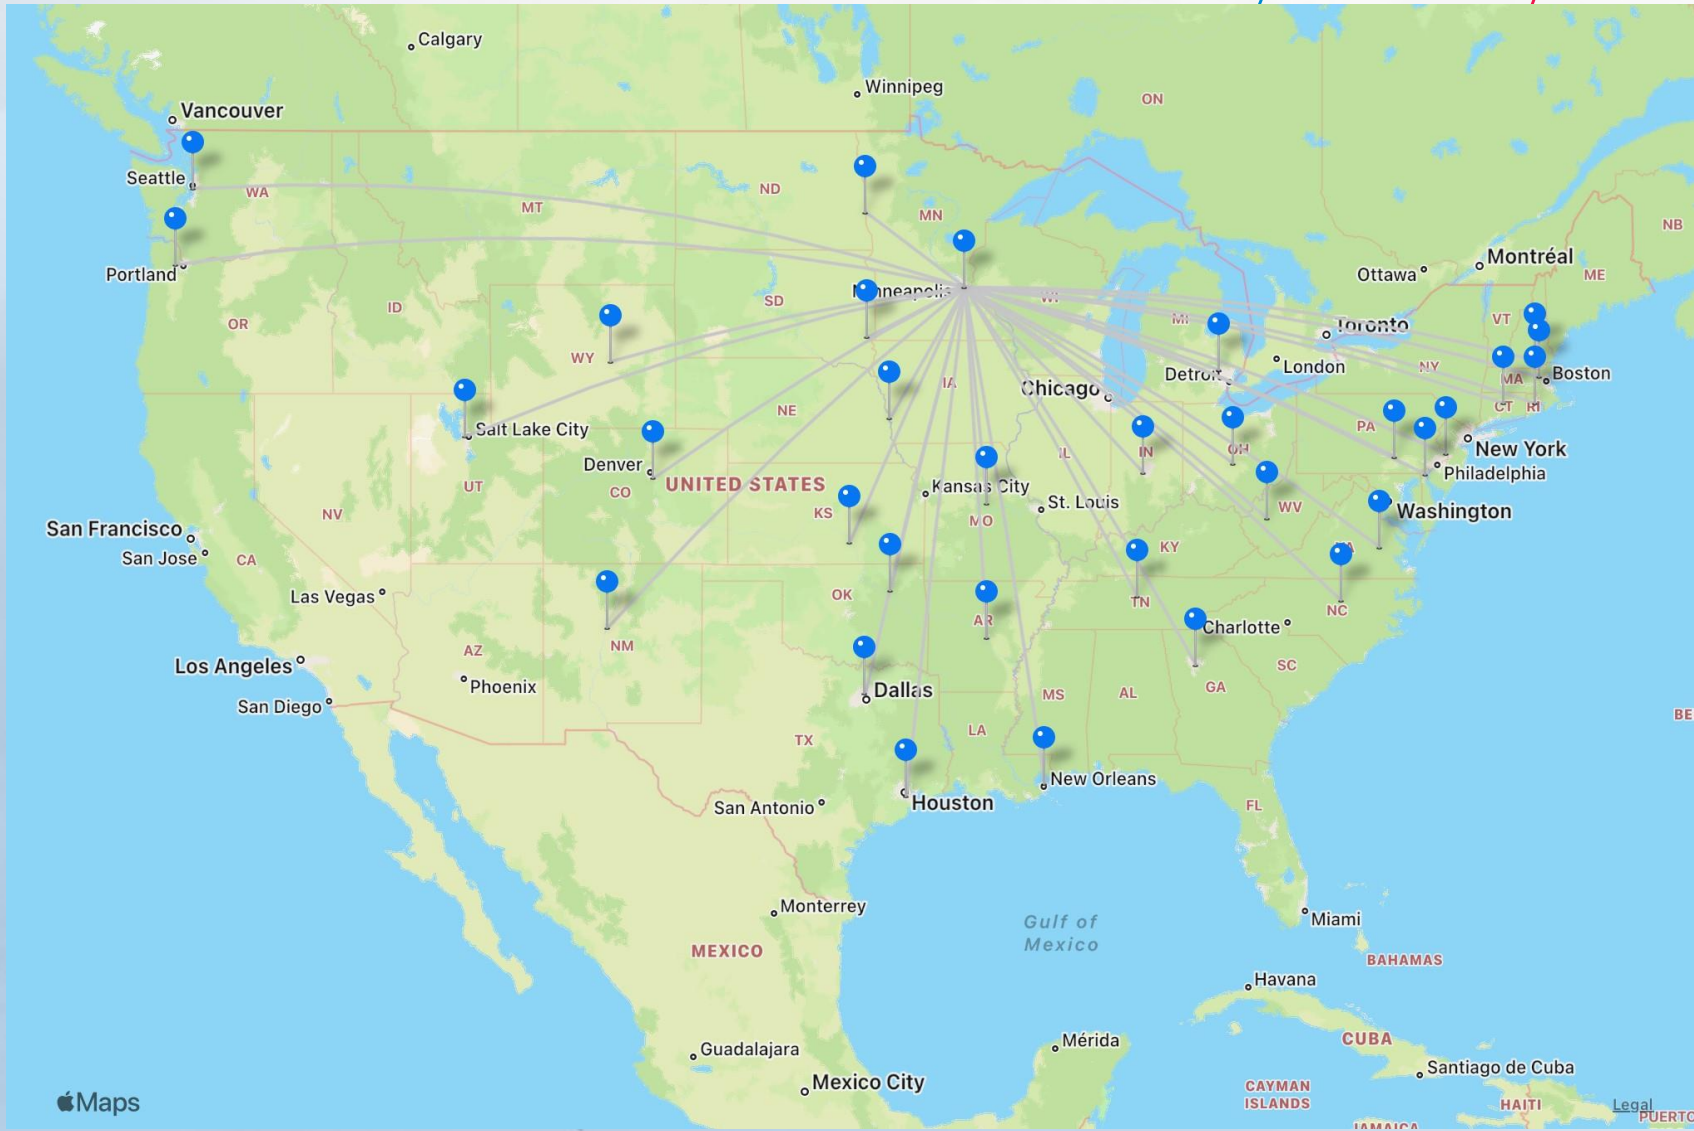 Calgary
Winnipeg
ON
Vancouver
Seattle
WA
MT
ND
MN
NB
Portland
Ottawa
Montréal
ME
OR
ID
SD
Minneapolis
WI
MI
Toronto
VT
WY
Detroit
London
NY
MA
Boston
IA
Chicago
CT
RI
NE
PA
Salt Lake City
OH
New York
Denver
IL
IN
Philadelphia
UT
CO
UNITED STATES
Kansas City
St. Louis
WV
Washington
NV
KS
MO
San Francisco
San Jose
CA
KY
VA
Las Vegas
OK
TN
NC
AR
Charlotte
AZ
NM
Los Angeles
Phoenix
Dallas
SC
GA
MS
AL
San Diego
BE
TX
LA
New Orleans
San Antonio
Houston
FL
Monterrey
Gulf of
Mexico
Miami
MEXICO
BAHAMAS
Havana
Guadalajara
Mérida
CUBA
Mexico City
Santiago de Cuba
CAYMAN
ISLANDS
Maps
HAITI
Legal
PUERTO
JAMAICA